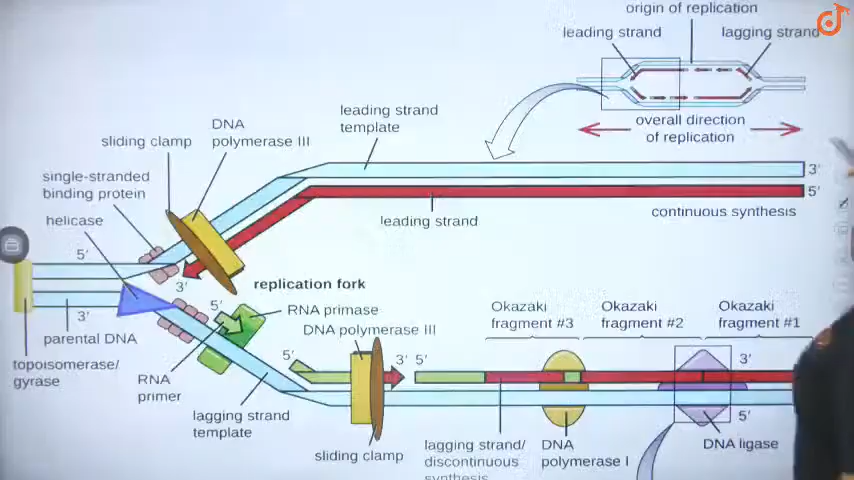 origin of replication
leading strand
lagging strand
overall direction
of replication
leading strand
template
DNA
polymerase III
sliding clamp
single-stranded
binding protein
helicase
3′
5′
leading strand
continuous synthesis
5′
3′
replication fork
3′
parental DNA
topoisomerase/
gyrase
5′
RNA primase
DNA polymerase III
RNA
primer
lagging strand
template
5′
3′
5′
sliding clamp
Okazaki
fragment #3
Okazaki
fragment #2
Okazaki
fragment #1
3′
5′
lagging strand/
discontinuous
synthesis
DNA
polymerase I
DNA ligase